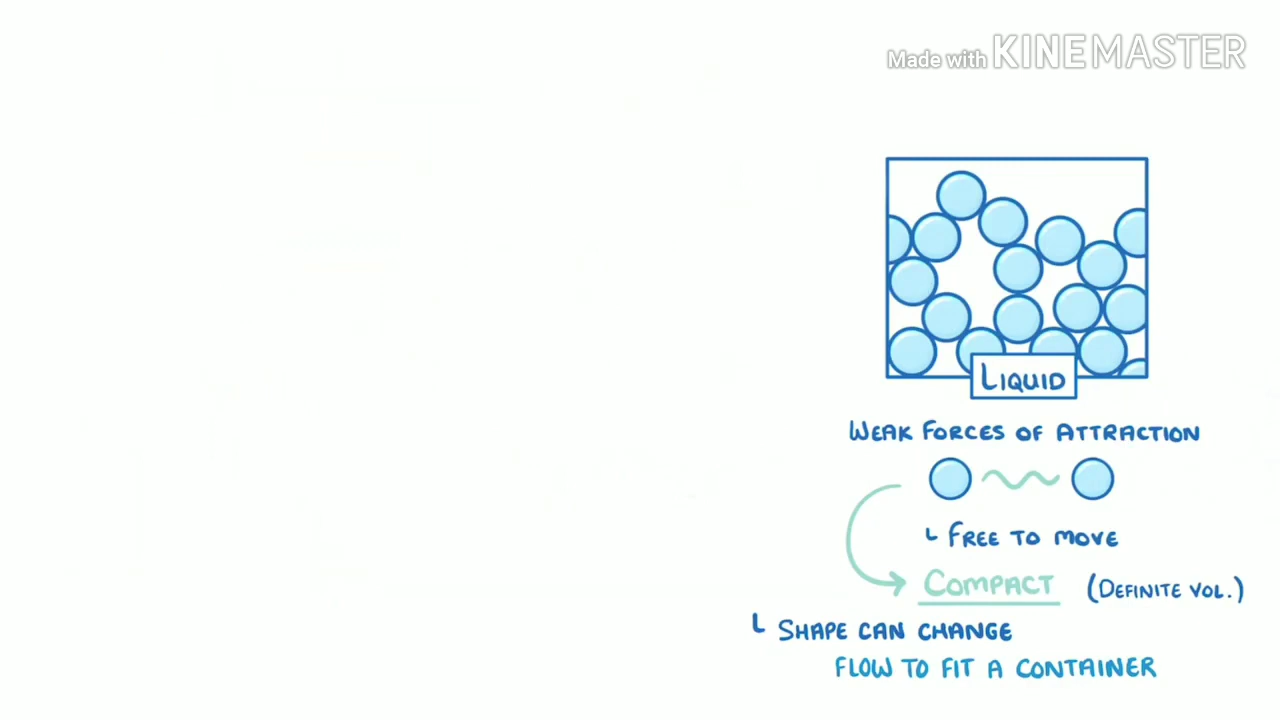 Made with KINEMASTER
LIQUID
WEAK FORCES OF ATTRACTION
FREE TO MOVE
COMPACT (DEFINITE VOL.)
SHAPE CAN CHANGE
FLOW TO FIT A CONTAINER